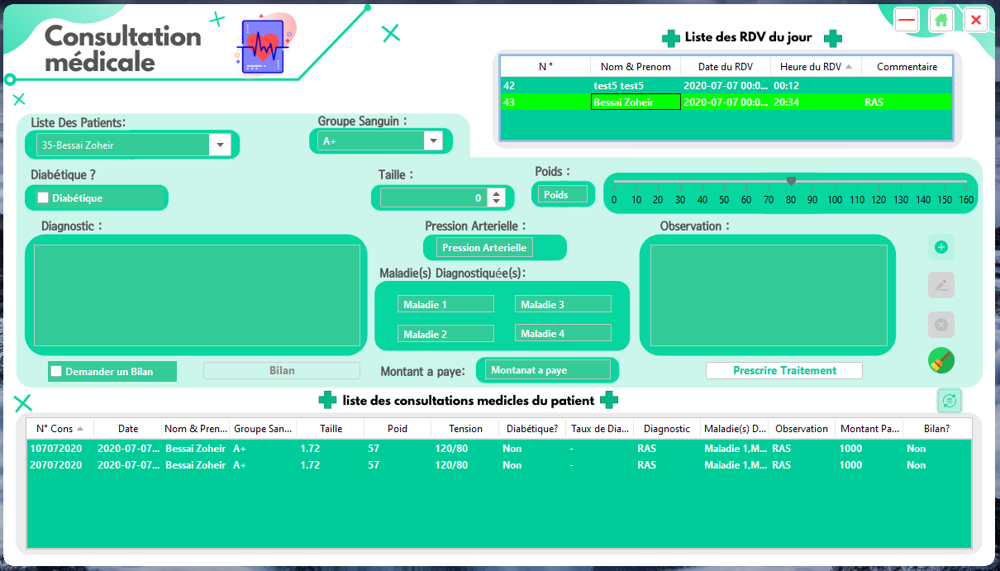 Consultation
médicale
Liste des RDV du jour
N ° Nom & Prenom Date du RDV Heure du RDV Commentaire
42 test5 test5 2020-07-07 00:0... 00:12
43 Bessai Zoheir 2020-07-07 00:0... 20:34 RAS
Liste Des Patients: Groupe Sanguin :
35-Bessai Zoheir A+
Diabétique ? Taille : Poids :
Diabétique 0 Poids 0 10 20 30 40 50 60 70 80 90 100 110 120 130 140 150 160
Diagnostic : Pression Arterielle : Observation :
Pression Arterielle
Maladie(s) Diagnostiquée(s):
Maladie 1 Maladie 3
Maladie 2 Maladie 4
Demander un Bilan Bilan Montant a paye: Montanat a paye Prescrire Traitement
liste des consultations medicles du patient
N° Cons Date Nom & Pren... Groupe San... Taille Poid Tension Diabétique? Taux de Dia... Diagnostic Maladie(s) D... Observation Montant Pa... Bilan?
107072020 2020-07-07... Bessai Zoheir A+ 1.72 57 120/80 Non - RAS Maladie 1,M... RAS 1000 Non
207072020 2020-07-07... Bessai Zoheir A+ 1.72 57 120/80 Non - RAS Maladie 1,M... RAS 1000 Non